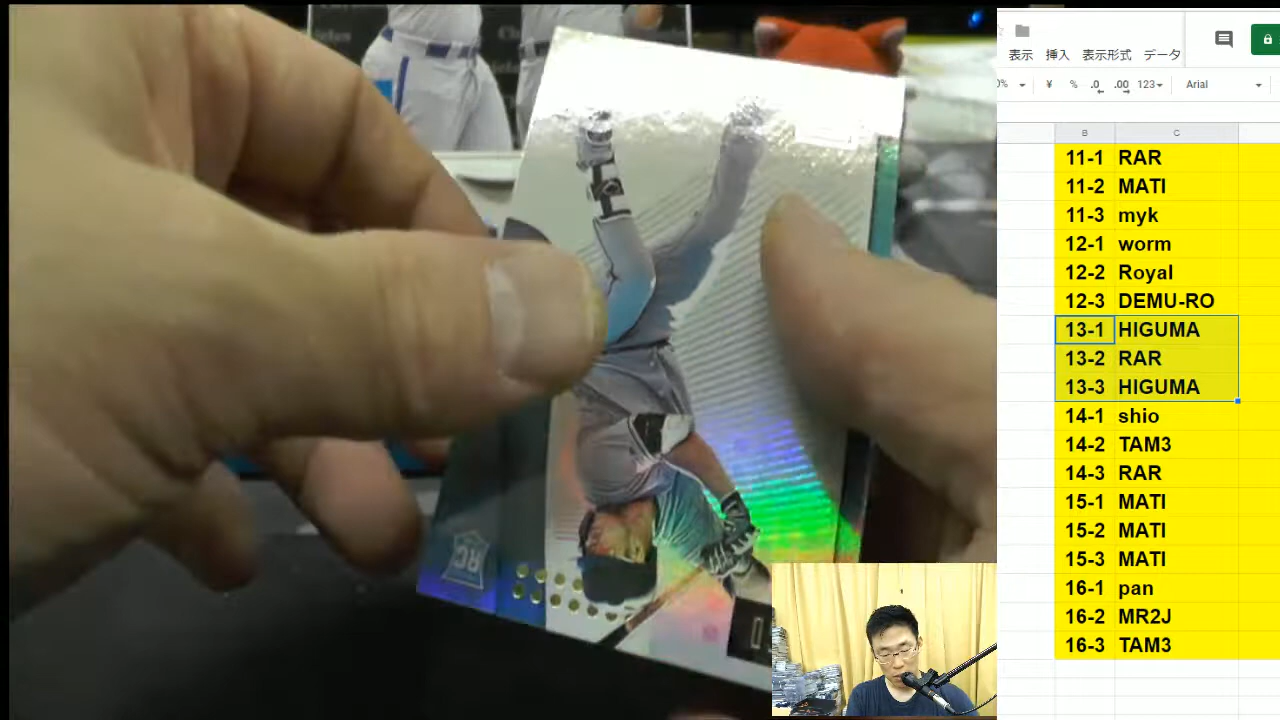 表示 挿入 表示形式 データ
% ¥ % .0 .00 123 Arial
B C
11-1 RAR
11-2 MATI
11-3 myk
12-1 worm
12-2 Royal
12-3 DEMU-RO
13-1 HIGUMA
13-2 RAR
13-3 HIGUMA
14-1 shio
14-2 TAM3
14-3 RAR
15-1 MATI
15-2 MATI
15-3 MATI
16-1 pan
16-2 MR2J
16-3 TAM3
RC